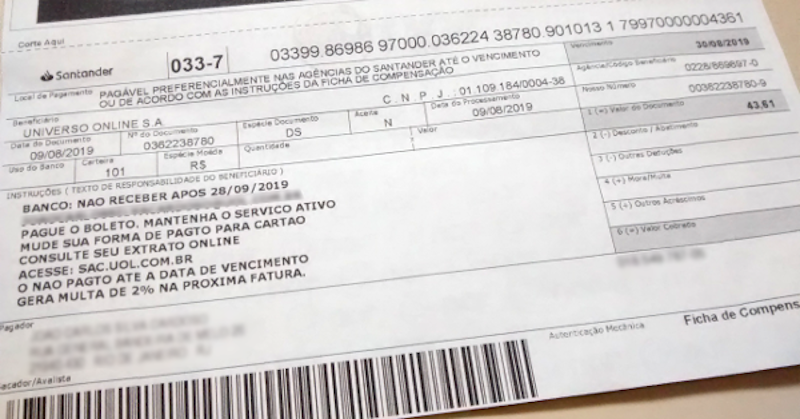 Corte Aqui
Santander
033-7
03399.86986 97000.036224 38780.901013 1 79970000004361
Local de Pagamento
PAGÁVEL PREFERENCIALMENTE NAS AGÊNCIAS DO SANTANDER ATÉ O VENCIMENTO
OU DE ACORDO COM AS INSTRUÇÕES DA FICHA DE COMPENSAÇÃO
Vencimento
30/08/2019
Beneficiário
UNIVERSO ONLINE S.A.
C.N.P.J.:01.109.184/0004-38
Agência/Código Beneficiário
0228/869897-0
Data do Documento
09/08/2019
Nº do Documento
0362238780
Espécie Documento
DS
Aceite
N
Data do Processamento
09/08/2019
Nosso Número
00362238780-9
Uso do Banco
Carteira
101
Espécie Moeda
R$
Quantidade
Valor
1 (=) Valor do Documento
43,61
INSTRUÇÕES ( TEXTO DE RESPONSABILIDADE DO BENEFICIÁRIO )
BANCO: NAO RECEBER APOS 28/09/2019
PAGUE O BOLETO, MANTENHA O SERVICO ATIVO
MUDE SUA FORMA DE PAGTO PARA CARTAO
CONSULTE SEU EXTRATO ONLINE
ACESSE: SAC.UOL.COM.BR
O NAO PAGTO ATE A DATA DE VENCIMENTO
GERA MULTA DE 2% NA PROXIMA FATURA.
2 (-) Desconto / Abatimento
3 (-) Outras Deduções
4 (+) Mora/Multa
5 (+) Outros Acréscimos
6 (=) Valor Cobrado
Pagador
Sacador/Avalista
Autenticação Mecânica
Ficha de Compens